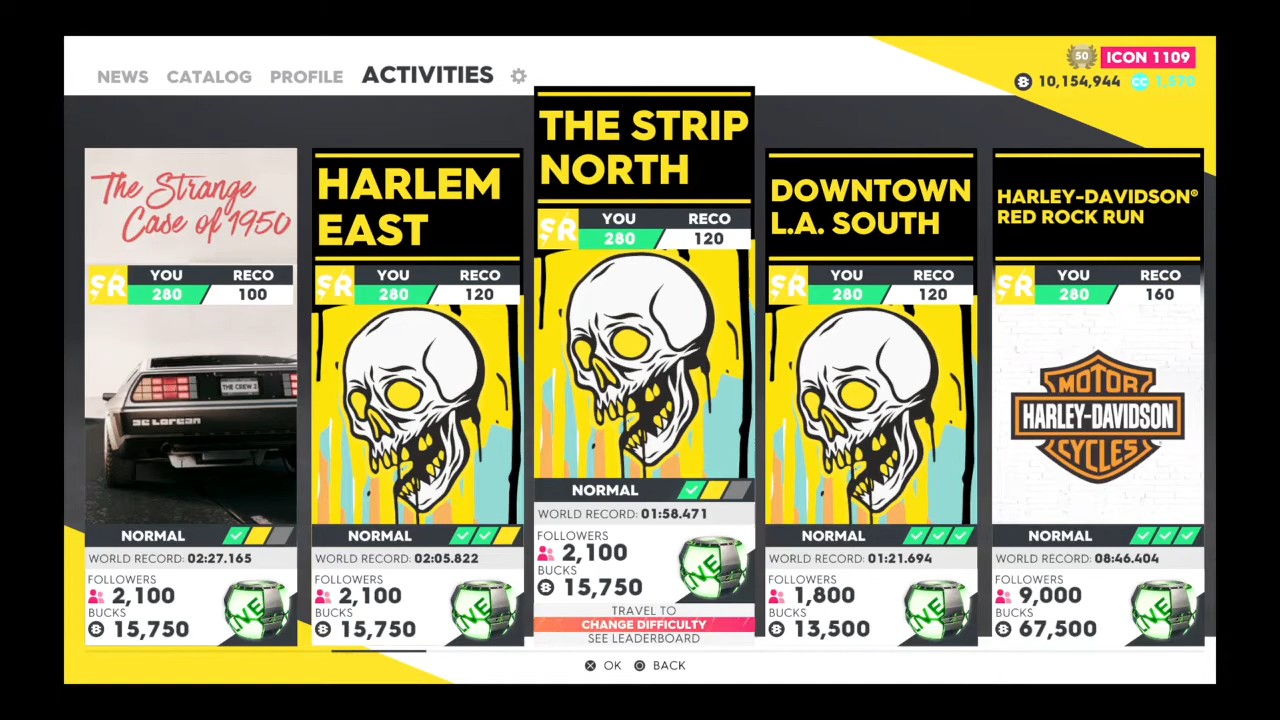 NEWS CATALOG PROFILE ACTIVITIES
50 ICON 1109
10,154,944 CC 1,570
The Strange
Case of 1950
SR YOU RECO
280 100
THE CREW 2
DeLorean
NORMAL
WORLD RECORD: 02:27.165
FOLLOWERS
2,100
BUCKS
15,750
HARLEM
EAST
SR YOU RECO
280 120
NORMAL
WORLD RECORD: 02:05.822
FOLLOWERS
2,100
BUCKS
15,750
THE STRIP
NORTH
SR YOU RECO
280 120
NORMAL
WORLD RECORD: 01:58.471
FOLLOWERS
2,100
BUCKS
15,750
TRAVEL TO
CHANGE DIFFICULTY
SEE LEADERBOARD
DOWNTOWN
L.A. SOUTH
SR YOU RECO
280 120
NORMAL
WORLD RECORD: 01:21.694
FOLLOWERS
1,800
BUCKS
13,500
HARLEY-DAVIDSON®
RED ROCK RUN
SR YOU RECO
280 160
MOTOR
HARLEY-DAVIDSON
CYCLES
NORMAL
WORLD RECORD: 08:46.404
FOLLOWERS
9,000
BUCKS
67,500
OK BACK